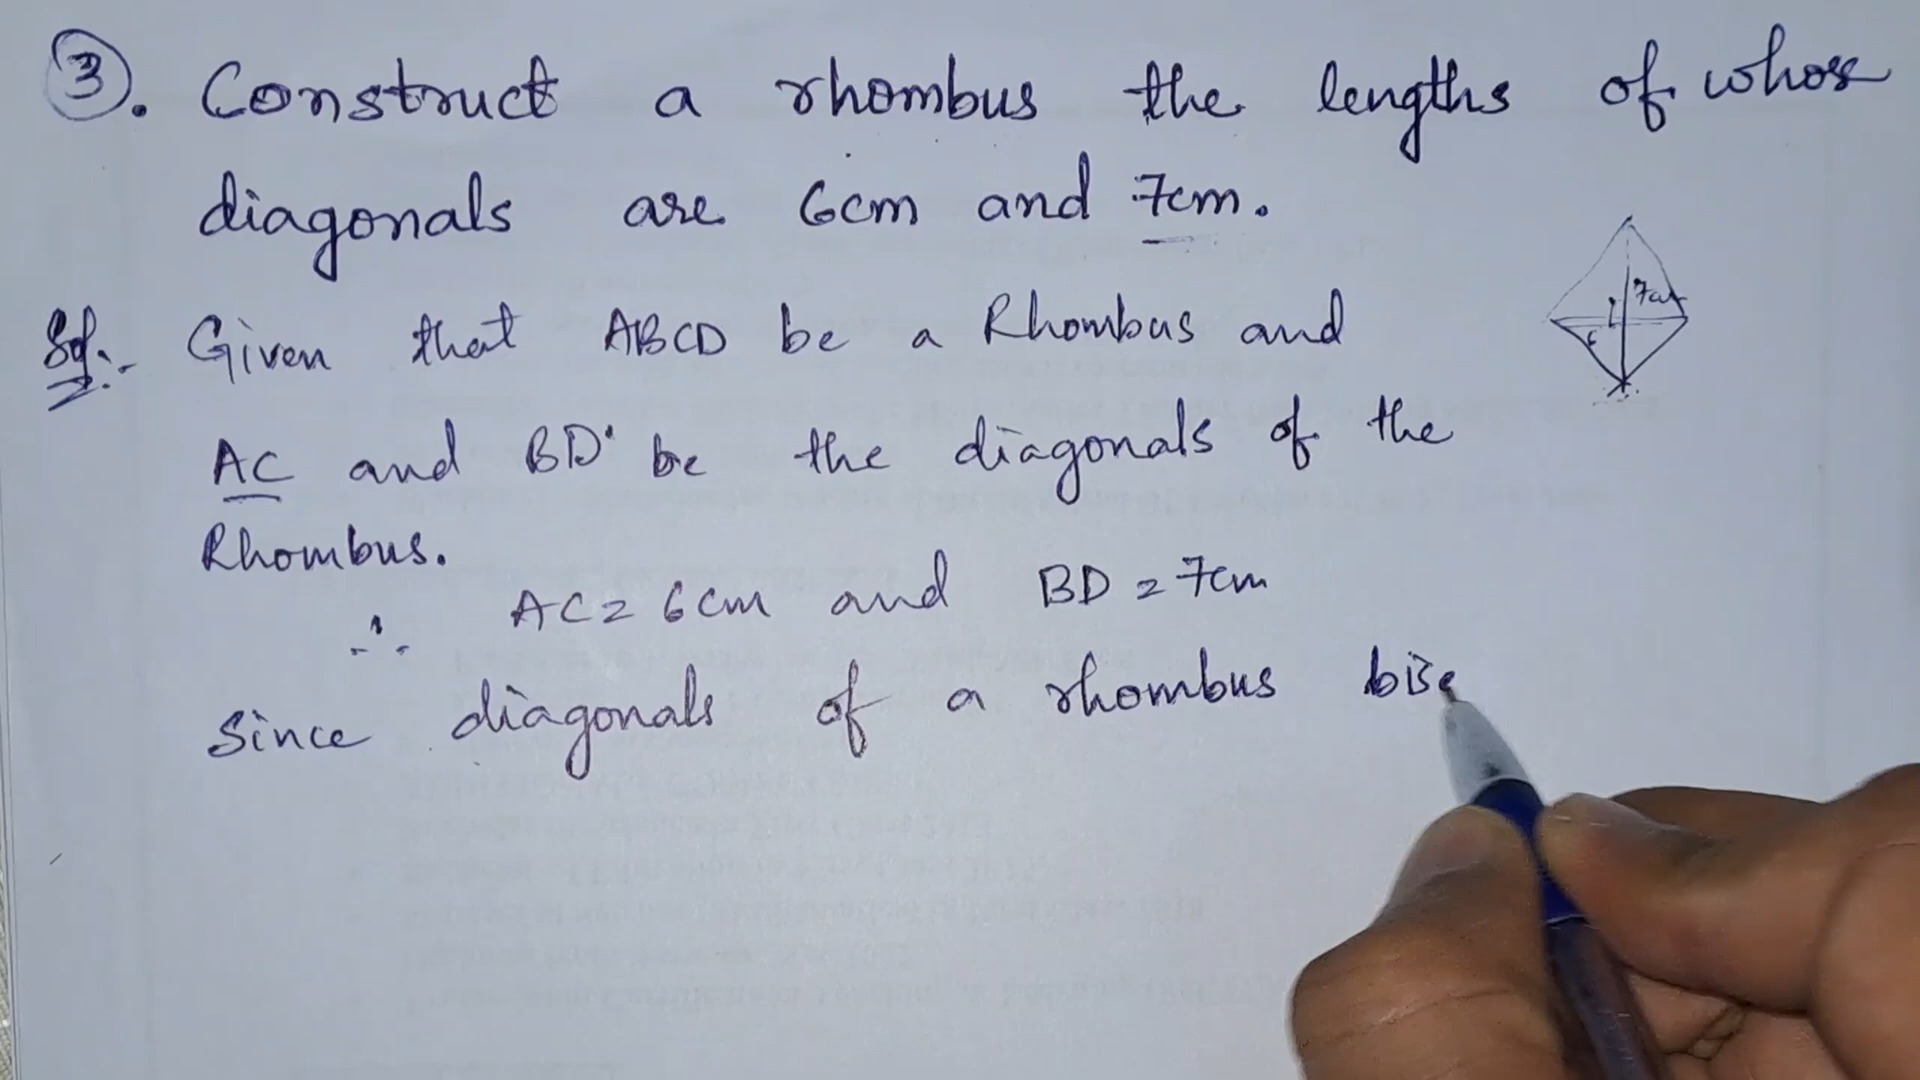 3. Construct a rhombus the lengths of whose
diagonals are 6cm and 7cm.
7cm
6
Sol:- Given that ABCD be a Rhombus and
AC and BD be the diagonals of the
Rhombus.
∴ AC = 6cm and BD = 7cm
Since diagonals of a rhombus bise